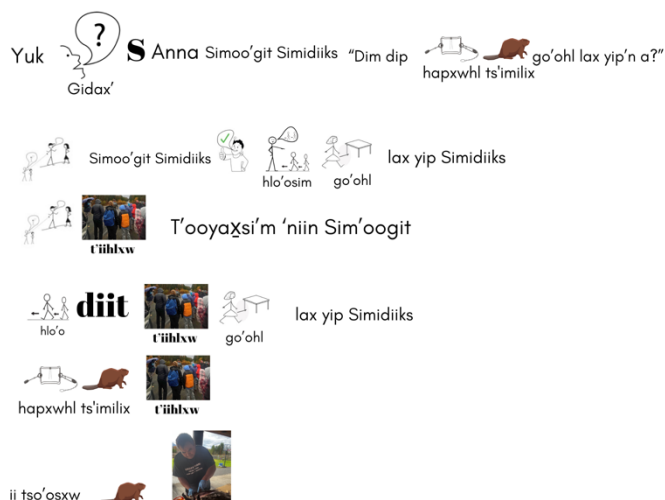 Yuk Gidax' s Anna Simoo'git Simidiiks "Dim dip hapxwhl ts'imilix go'ohl lax yip'n a?"
Simoo'git Simidiiks hlo'osim go'ohl lax yip Simidiiks
t'iihlxw T'ooyax̱si'm 'niin Sim'oogit
hlo'o diit t'iihlxw go'ohl lax yip Simidiiks
hapxwhl ts'imilix t'iihlxw
ii tso'osxw